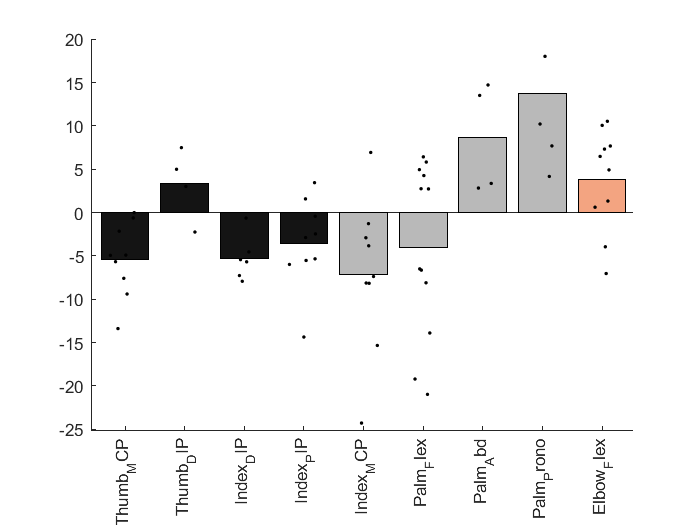 20
15
10
5
0
-5
-10
-15
-20
-25
Thumb_MCP
Thumb_DIP
Index_DIP
Index_PIP
Index_MCP
Palm_Flex
Palm_Abd
Palm_Prono
Elbow_Flex